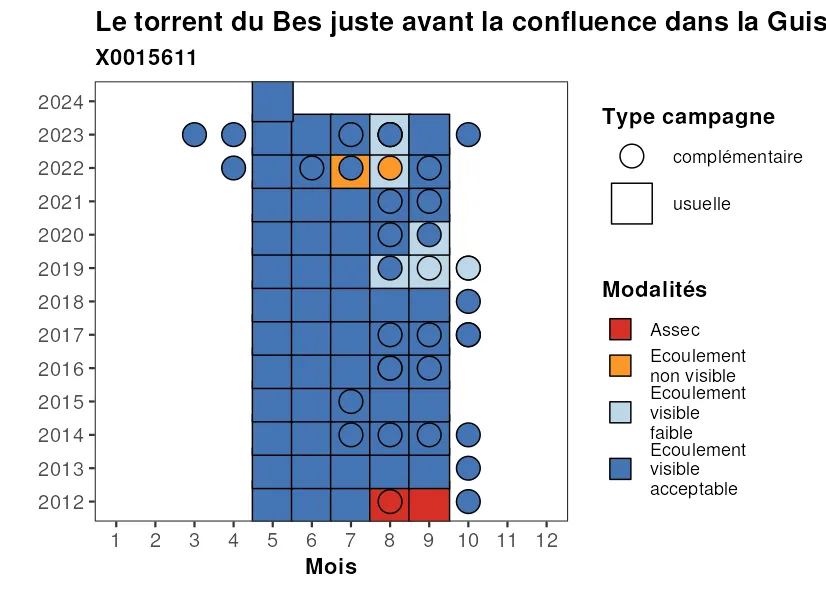 Le torrent du Bes juste avant la confluence dans la Guis
X0015611
2024
2023
2022
2021
2020
2019
2018
2017
2016
2015
2014
2013
2012
1 2 3 4 5 6 7 8 9 10 11 12
Mois
Type campagne
complémentaire
usuelle
Modalités
Assec
Ecoulement
non visible
Ecoulement
visible
faible
Ecoulement
visible
acceptable